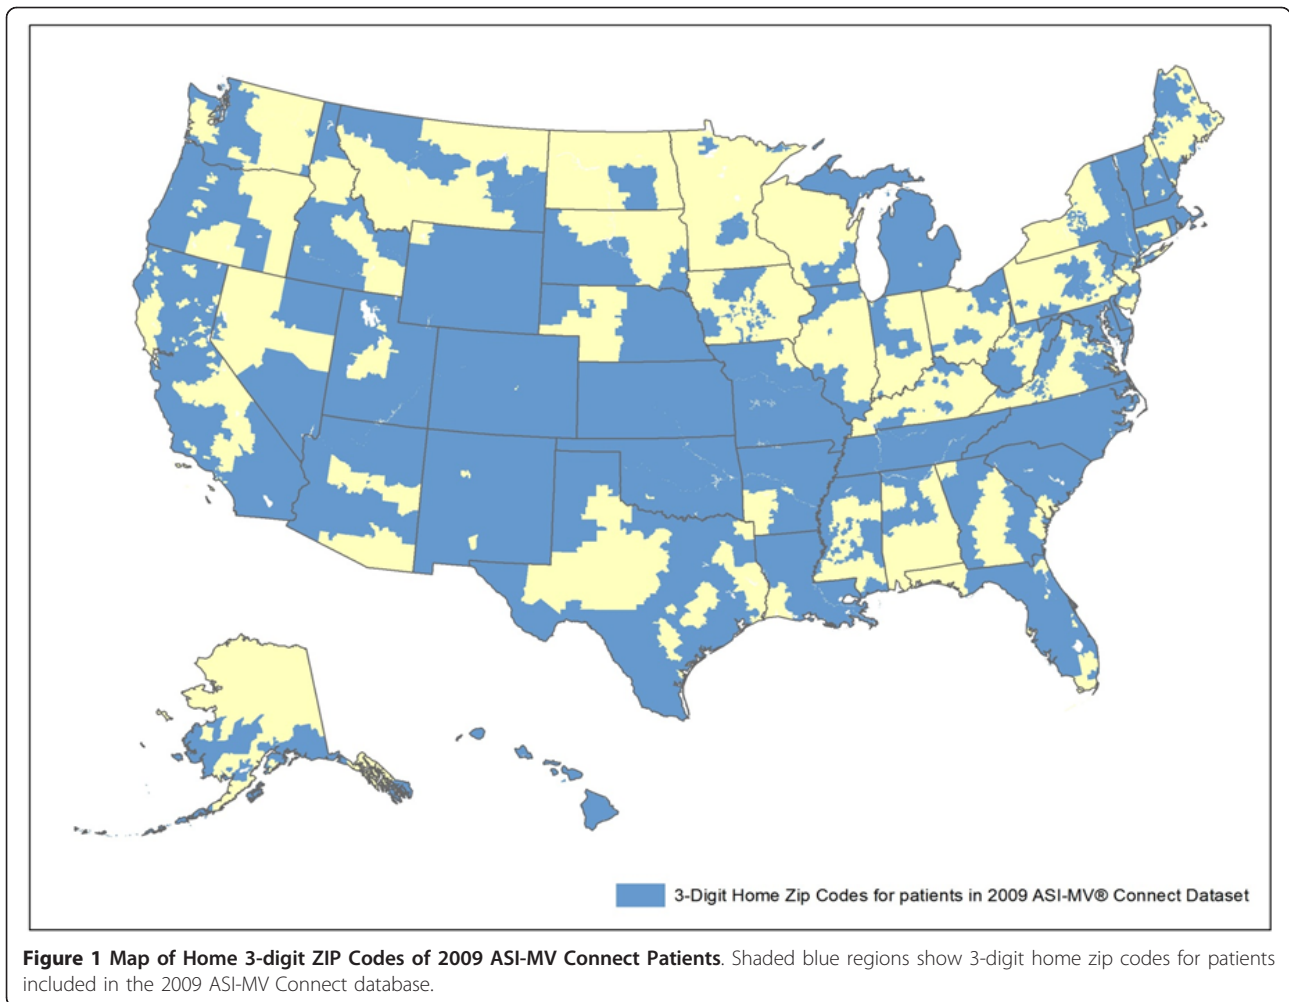 3-Digit Home Zip Codes for patients in 2009 ASI-MV® Connect Dataset
Figure 1 Map of Home 3-digit ZIP Codes of 2009 ASI-MV Connect Patients. Shaded blue regions show 3-digit home zip codes for patients
included in the 2009 ASI-MV Connect database.